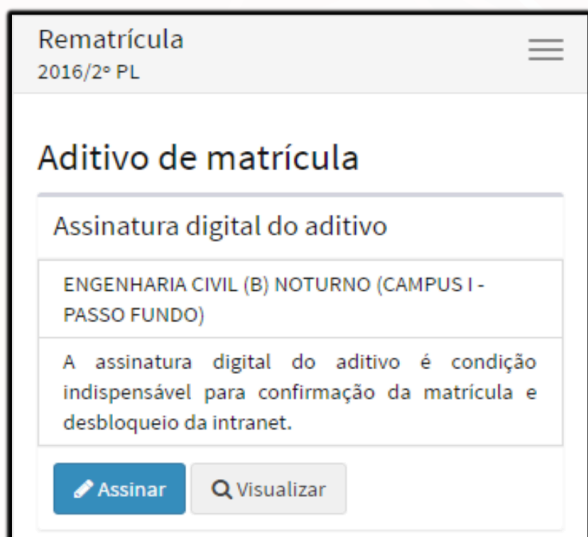 Rematrícula
2016/2º PL
Aditivo de matrícula
Assinatura digital do aditivo
ENGENHARIA CIVIL (B) NOTURNO (CAMPUS I -
PASSO FUNDO)
A assinatura digital do aditivo é condição
indispensável para confirmação da matrícula e
desbloqueio da intranet.
Assinar
Visualizar